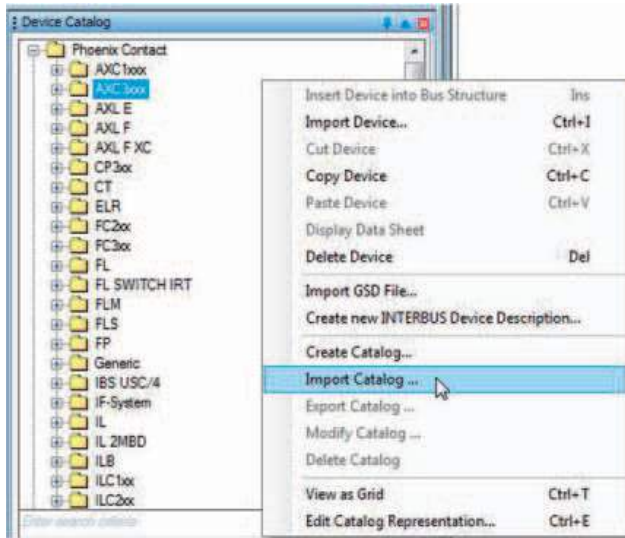 Device Catalog
Phoenix Contact
AXC1xxx
AXC3xxx
AXL E
AXL F
AXL F XC
CP3xx
CT
ELR
FC2xx
FC3xx
FL
FL SWITCH IRT
FLM
FLS
FP
Generic
IBS USC/4
IF-System
IL
IL 2MBD
ILB
ILC1xx
ILC2xx
Enter search criteria
Insert Device into Bus Structure Ins
Import Device... Ctrl+I
Cut Device Ctrl+X
Copy Device Ctrl+C
Paste Device Ctrl+V
Display Data Sheet
Delete Device Del
Import GSD File...
Create new INTERBUS Device Description...
Create Catalog...
Import Catalog ...
Export Catalog ...
Modify Catalog ...
Delete Catalog
View as Grid Ctrl+T
Edit Catalog Representation... Ctrl+E